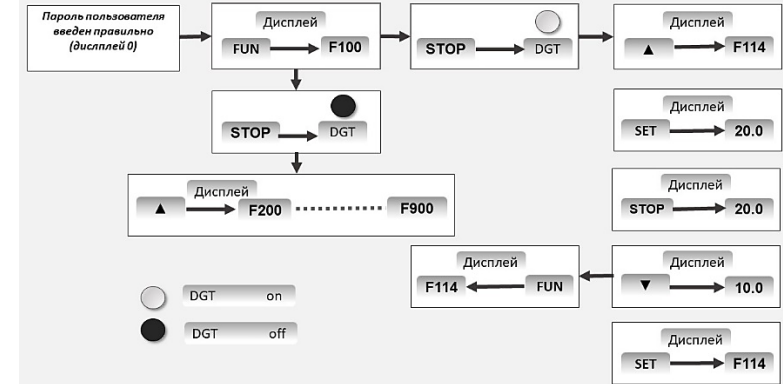 Пароль пользователя
введен правильно
(дислплей 0)
Дисплей
FUN F100
STOP DGT
Дисплей
▲ F114
STOP DGT
Дисплей
SET 20.0
Дисплей
▲ F200 F900
Дисплей
STOP 20.0
Дисплей
F114 FUN
Дисплей
▼ 10.0
DGT on
DGT off
Дисплей
SET F114